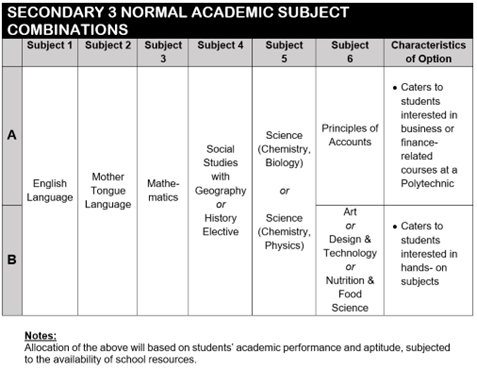 SECONDARY 3 NORMAL ACADEMIC SUBJECT
COMBINATIONS
Subject 1
Subject 2
Subject
3
Subject 4
Subject
5
Subject
6
Characteristics
of Option
A
English
Language
Mother
Tongue
Language
Mathe-
matics
Social
Studies
with
Geography
or
History
Elective
Science
(Chemistry,
Biology)
or
Science
(Chemistry,
Physics)
Principles of
Accounts
• Caters to
students
interested in
business or
finance-
related
courses at a
Polytechnic
B
Art
or
Design &
Technology
or
Nutrition &
Food
Science
• Caters to
students
interested in
hands- on
subjects
Notes:
Allocation of the above will based on students' academic performance and aptitude, subjected
to the availability of school resources.